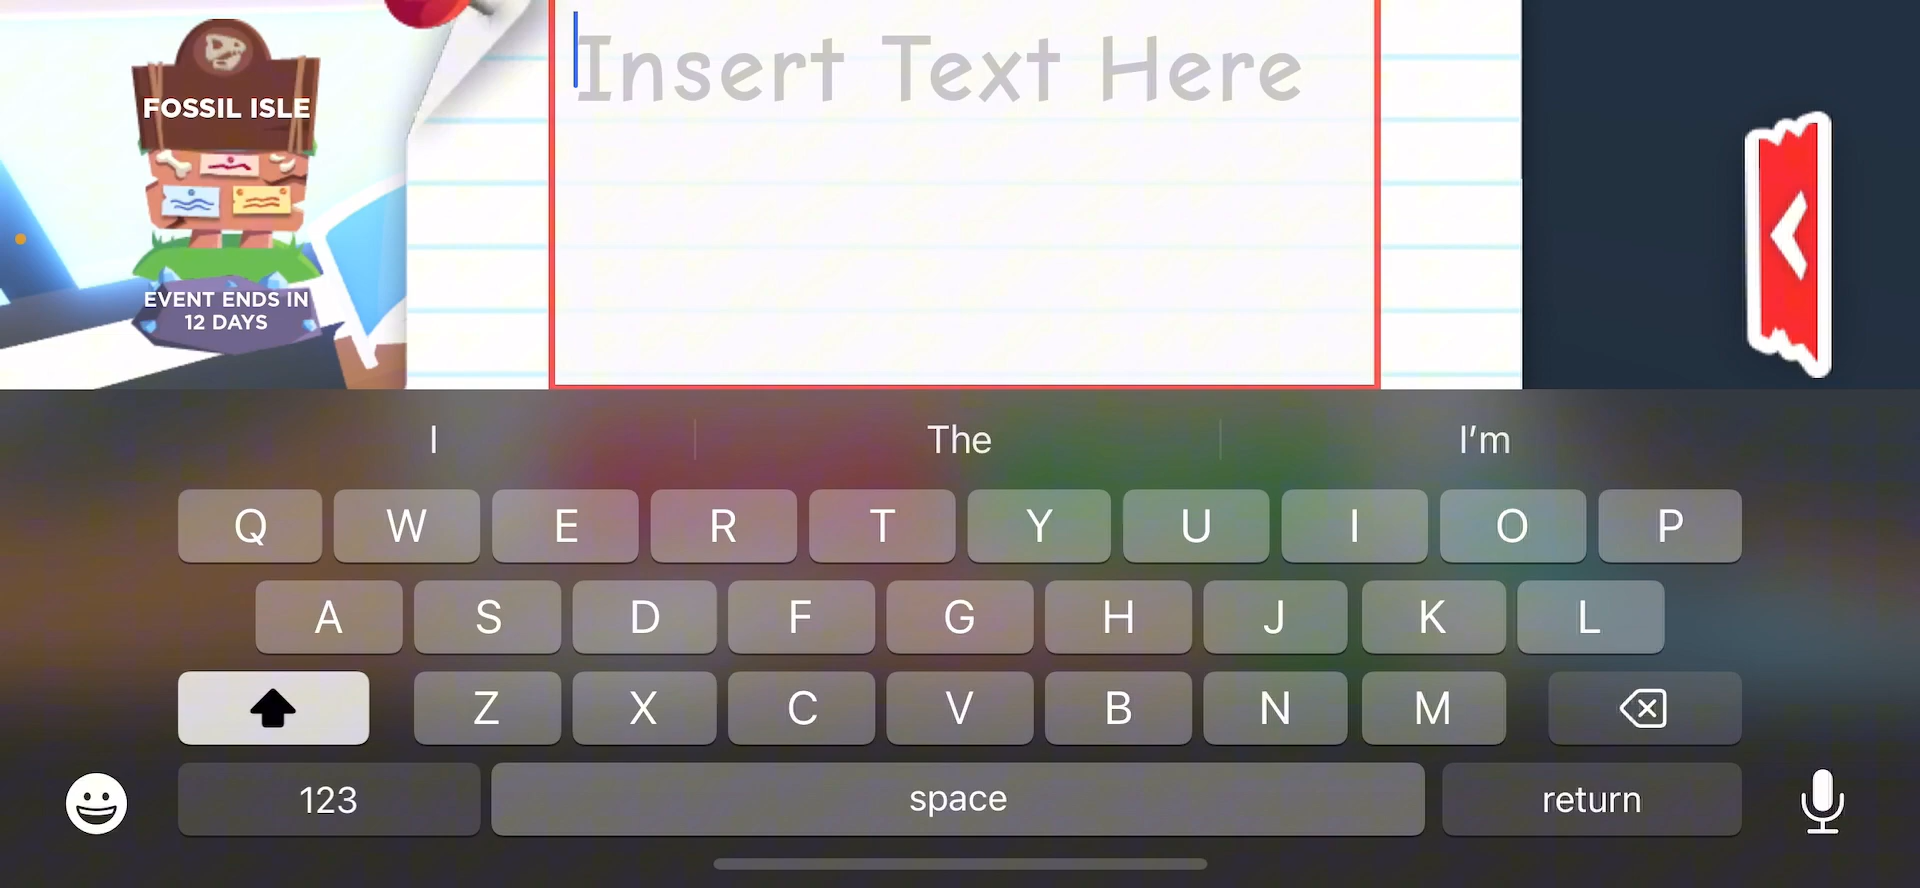 Insert Text Here
FOSSIL ISLE
EVENT ENDS IN
12 DAYS
I The I'm
Q W E R T Y U I O P
A S D F G H J K L
Z X C V B N M
123 space return